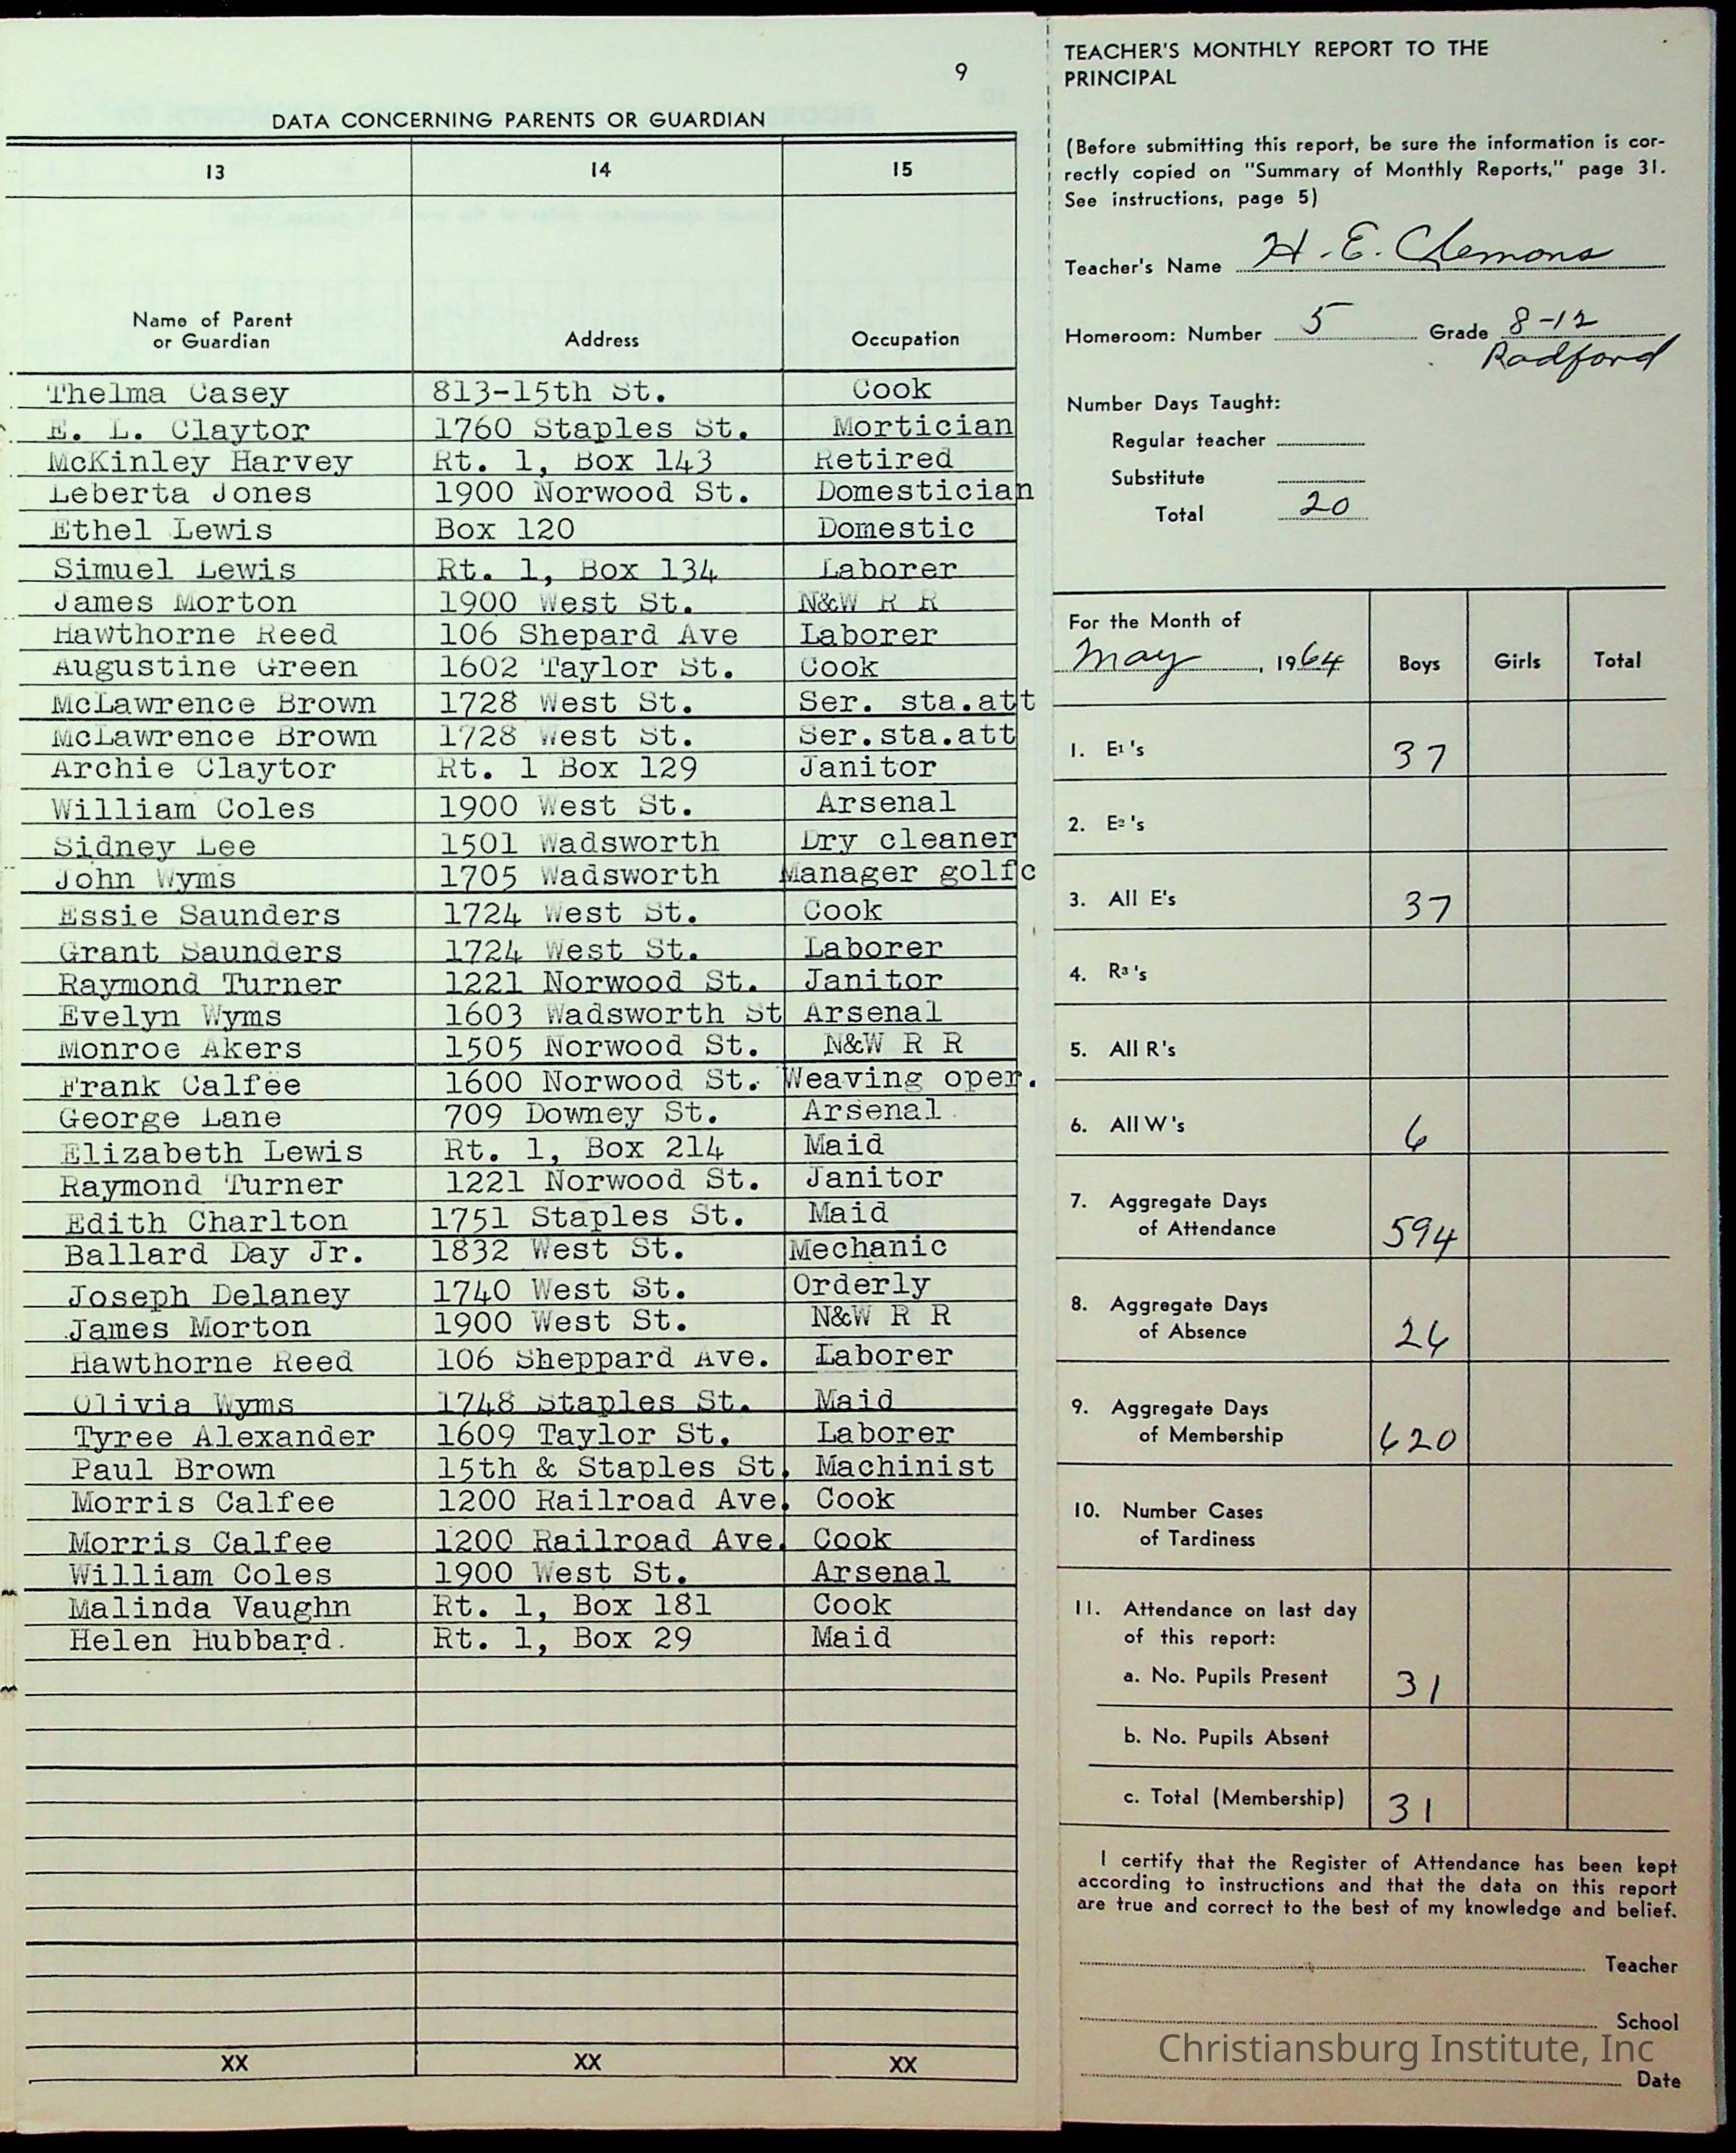 9
DATA CONCERNING PARENTS OR GUARDIAN
13 14 15
Name of Parent
or Guardian Address Occupation
Thelma Casey 813-15th St. Cook
E. L. Claytor 1760 Staples St. Mortician
McKinley Harvey Rt. 1, Box 143 Retired
Leberta Jones 1900 Norwood St. Domestician
Ethel Lewis Box 120 Domestic
Simuel Lewis Rt. 1, Box 134 Laborer
James Morton 1900 West St. N&W R R
Hawthorne Reed 106 Shepard Ave Laborer
Augustine Green 1602 Taylor St. Cook
McLawrence Brown 1728 West St. Ser. sta.att
McLawrence Brown 1728 West St. Ser.sta.att
Archie Claytor Rt. 1 Box 129 Janitor
William Coles 1900 West St. Arsenal
Sidney Lee 1501 Wadsworth Dry cleaner
John Wyms 1705 Wadsworth Manager golfc
Essie Saunders 1724 West St. Cook
Grant Saunders 1724 West St. Laborer
Raymond Turner 1221 Norwood St. Janitor
Evelyn Wyms 1603 Wadsworth St Arsenal
Monroe Akers 1505 Norwood St. N&W R R
Frank Calfee 1600 Norwood St. Weaving oper.
George Lane 709 Downey St. Arsenal
Elizabeth Lewis Rt. 1, Box 214 Maid
Raymond Turner 1221 Norwood St. Janitor
Edith Charlton 1751 Staples St. Maid
Ballard Day Jr. 1832 West St. Mechanic
Joseph Delaney 1740 West St. Orderly
James Morton 1900 West St. N&W R R
Hawthorne Reed 106 Sheppard Ave. Laborer
Olivia Wyms 1748 Staples St. Maid
Tyree Alexander 1609 Taylor St. Laborer
Paul Brown 15th & Staples St. Machinist
Morris Calfee 1200 Railroad Ave. Cook
Morris Calfee 1200 Railroad Ave. Cook
William Coles 1900 West St. Arsenal
Malinda Vaughn Rt. 1, Box 181 Cook
Helen Hubbard. Rt. 1, Box 29 Maid
XX XX XX
TEACHER'S MONTHLY REPORT TO THE
PRINCIPAL
(Before submitting this report, be sure the information is cor-
rectly copied on "Summary of Monthly Reports," page 31.
See instructions, page 5)
Teacher's Name H. E. Clemons
Homeroom: Number 5 Grade 8-12
Radford
Number Days Taught:
Regular teacher
Substitute
Total 20
For the Month of
May, 1964 Boys Girls Total
1. E1's 37
2. E2's
3. All E's 37
4. R3's
5. All R's
6. All W's 6
7. Aggregate Days
of Attendance 594
8. Aggregate Days
of Absence 26
9. Aggregate Days
of Membership 620
10. Number Cases
of Tardiness
11. Attendance on last day
of this report:
a. No. Pupils Present 31
b. No. Pupils Absent
c. Total (Membership) 31
I certify that the Register of Attendance has been kept
according to instructions and that the data on this report
are true and correct to the best of my knowledge and belief.
Teacher
School
Christiansburg Institute, Inc
Date